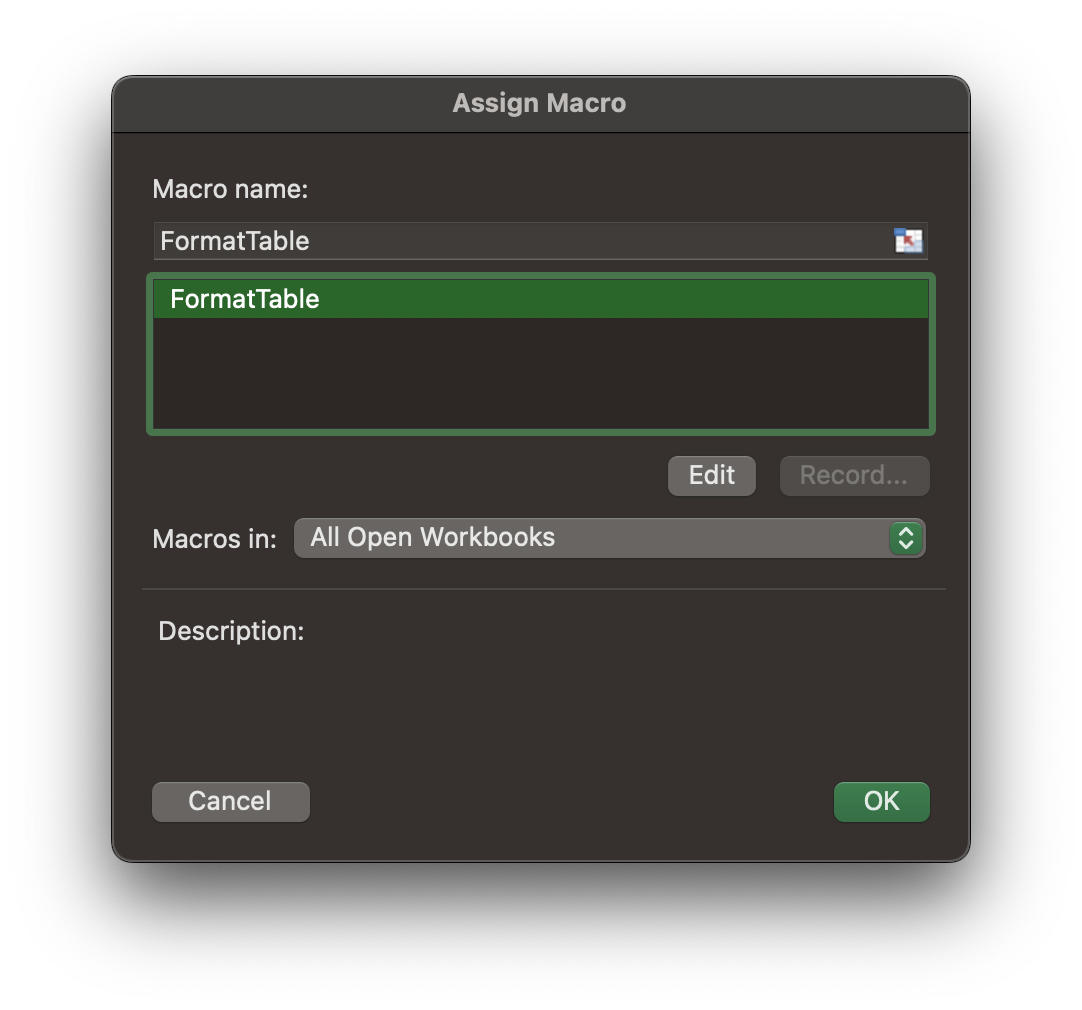 Assign Macro
Macro name:
FormatTable
FormatTable
Edit
Record...
Macros in:
All Open Workbooks
Description:
Cancel
OK